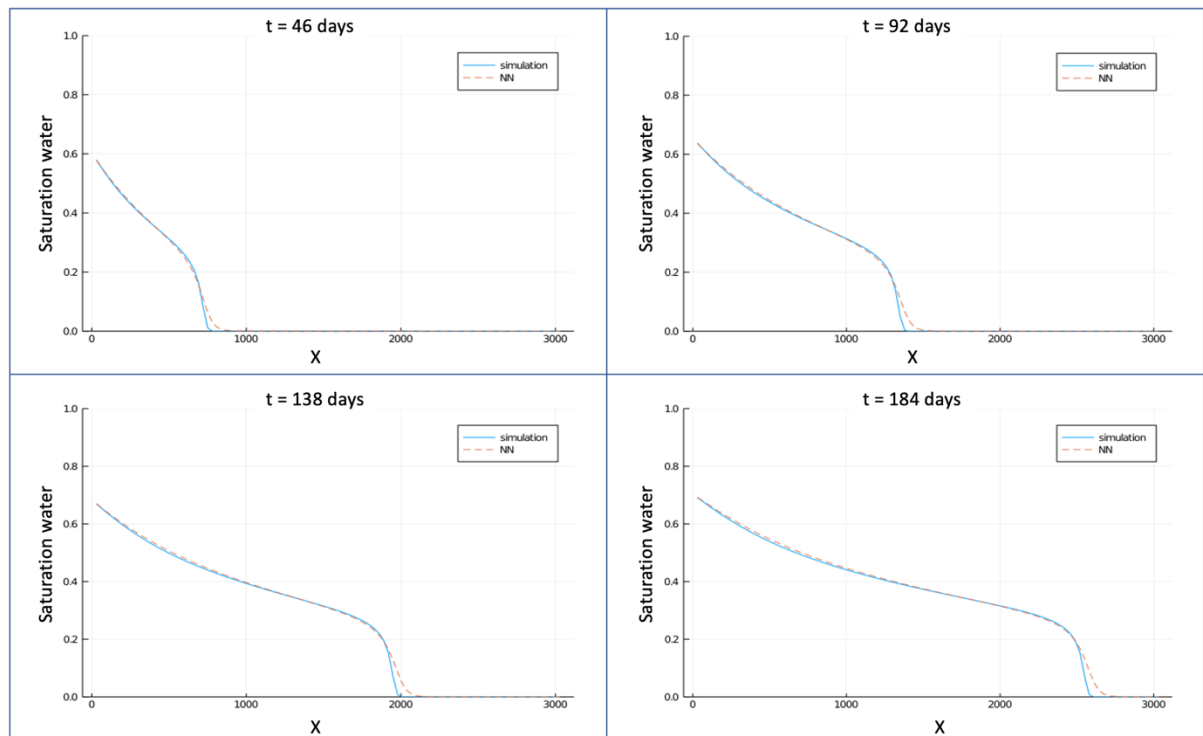 t = 46 days
1.0
0.8
0.6
0.4
0.2
0.0
Saturation water
simulation
NN
0 1000 2000 3000
X
t = 92 days
1.0
0.8
0.6
0.4
0.2
0.0
Saturation water
simulation
NN
0 1000 2000 3000
X
t = 138 days
1.0
0.8
0.6
0.4
0.2
0.0
Saturation water
simulation
NN
0 1000 2000 3000
X
t = 184 days
1.0
0.8
0.6
0.4
0.2
0.0
Saturation water
simulation
NN
0 1000 2000 3000
X